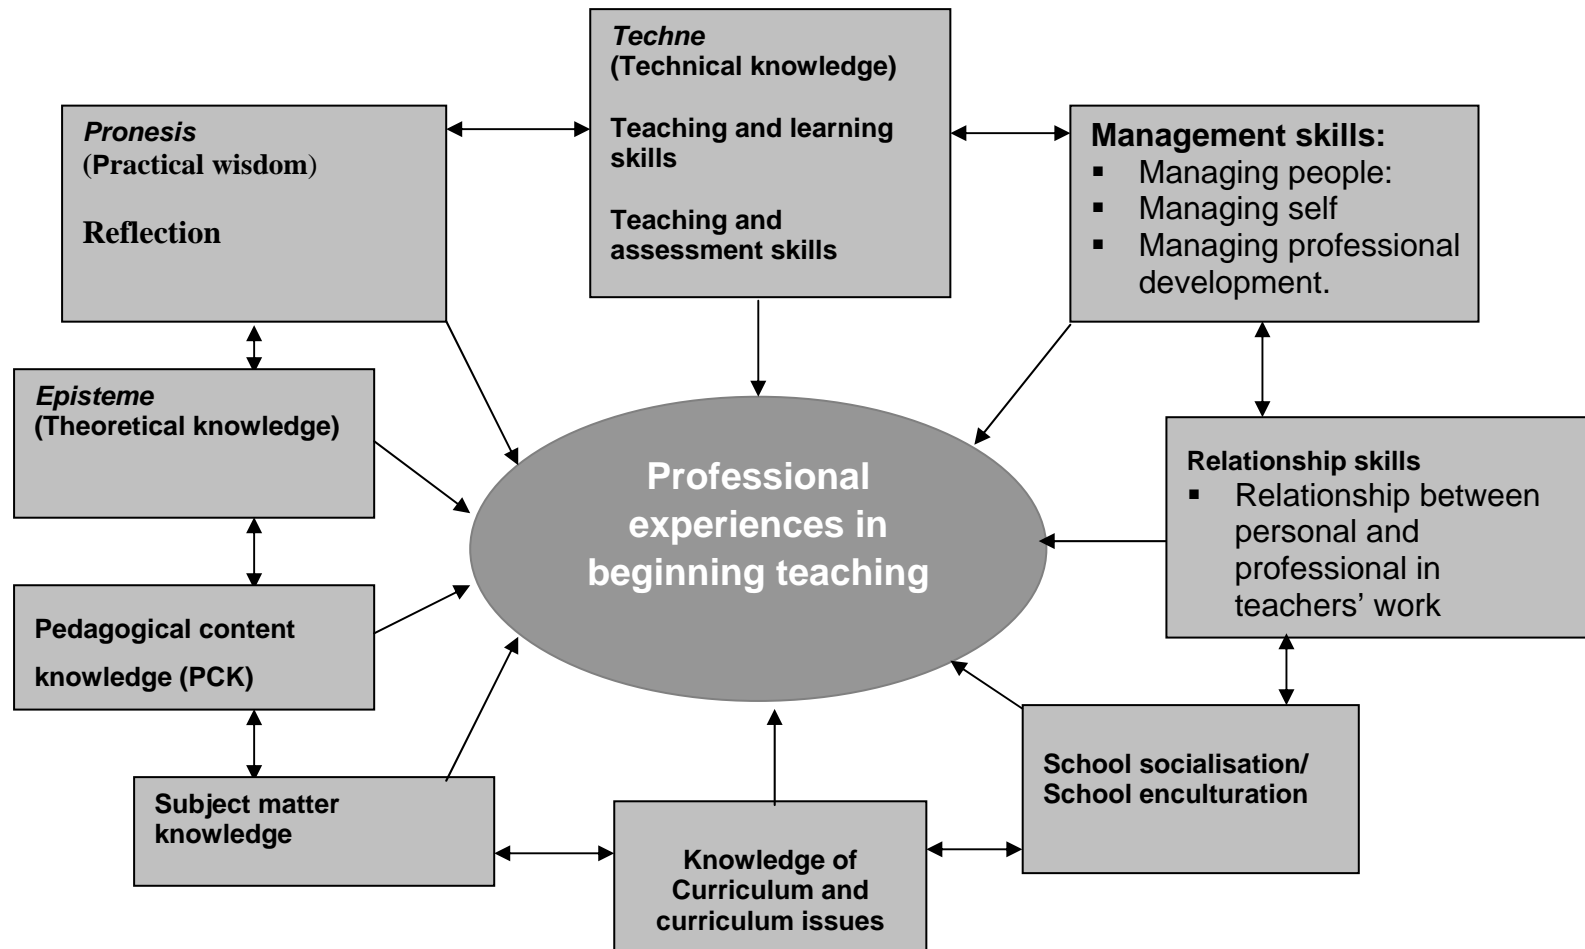 Techne
(Technical knowledge)
Teaching and learning
skills
Teaching and
assessment skills
Pronesis
(Practical wisdom)
Reflection
Management skills:
▪ Managing people:
▪ Managing self
▪ Managing professional
development.
Episteme
(Theoretical knowledge)
Professional
experiences in
beginning teaching
Relationship skills
▪ Relationship between
personal and
professional in
teachers’ work
Pedagogical content
knowledge (PCK)
School socialisation/
School enculturation
Subject matter
knowledge
Knowledge of
Curriculum and
curriculum issues